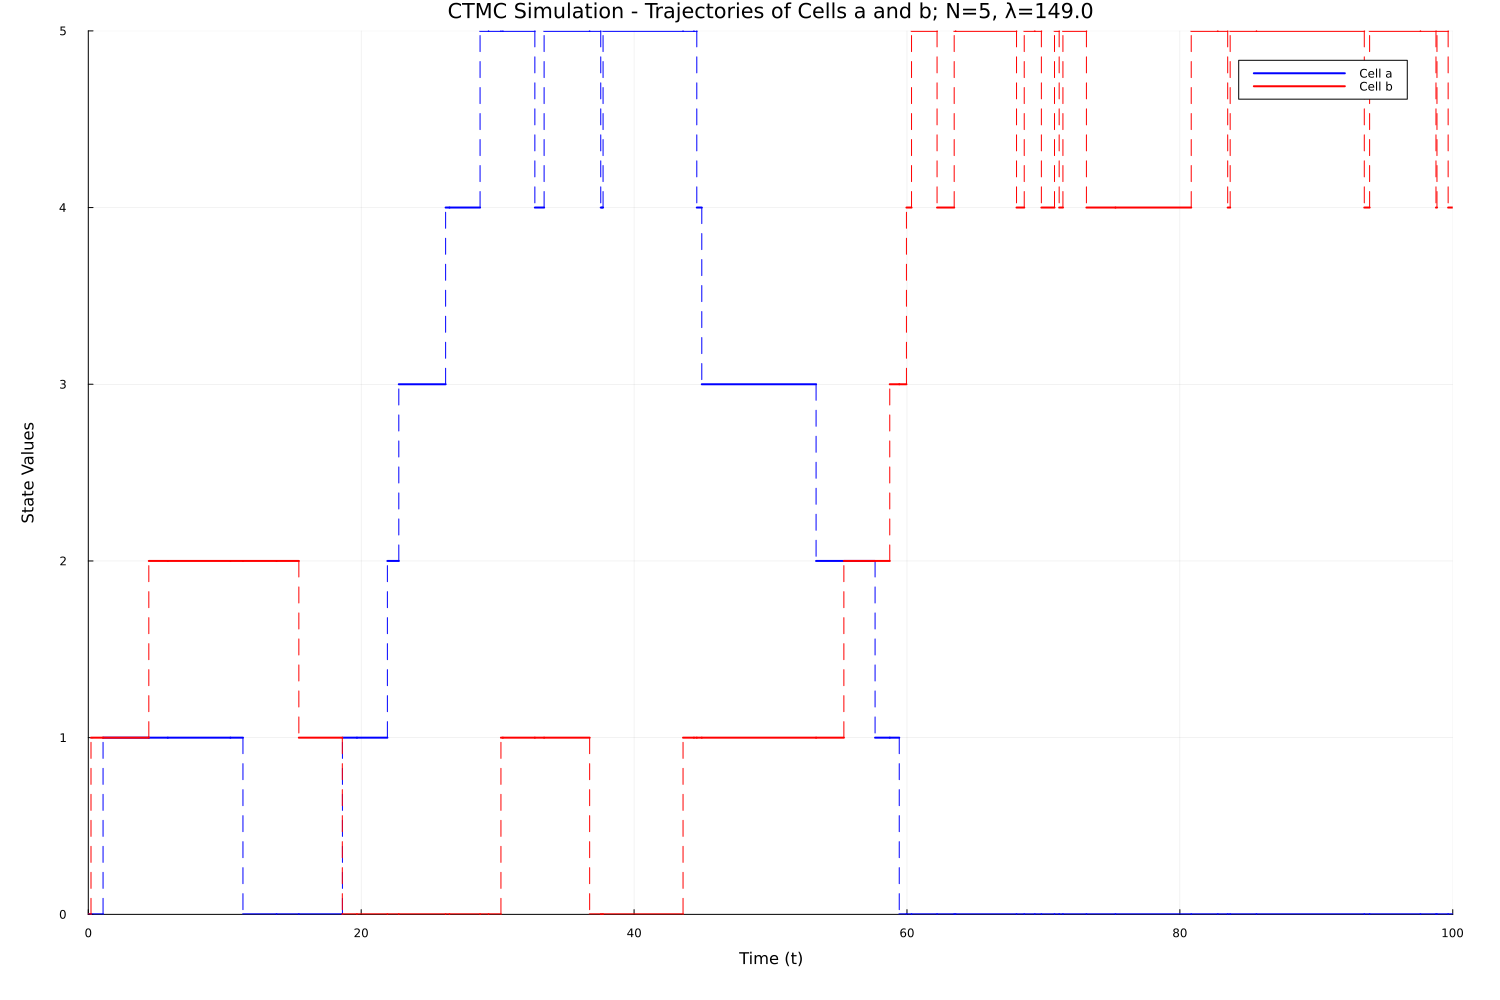 CTMC Simulation - Trajectories of Cells a and b; N=5, λ=149.0
5
Cell a
Cell b
4
3
State Values
2
1
0
0 20 40 60 80 100
Time (t)